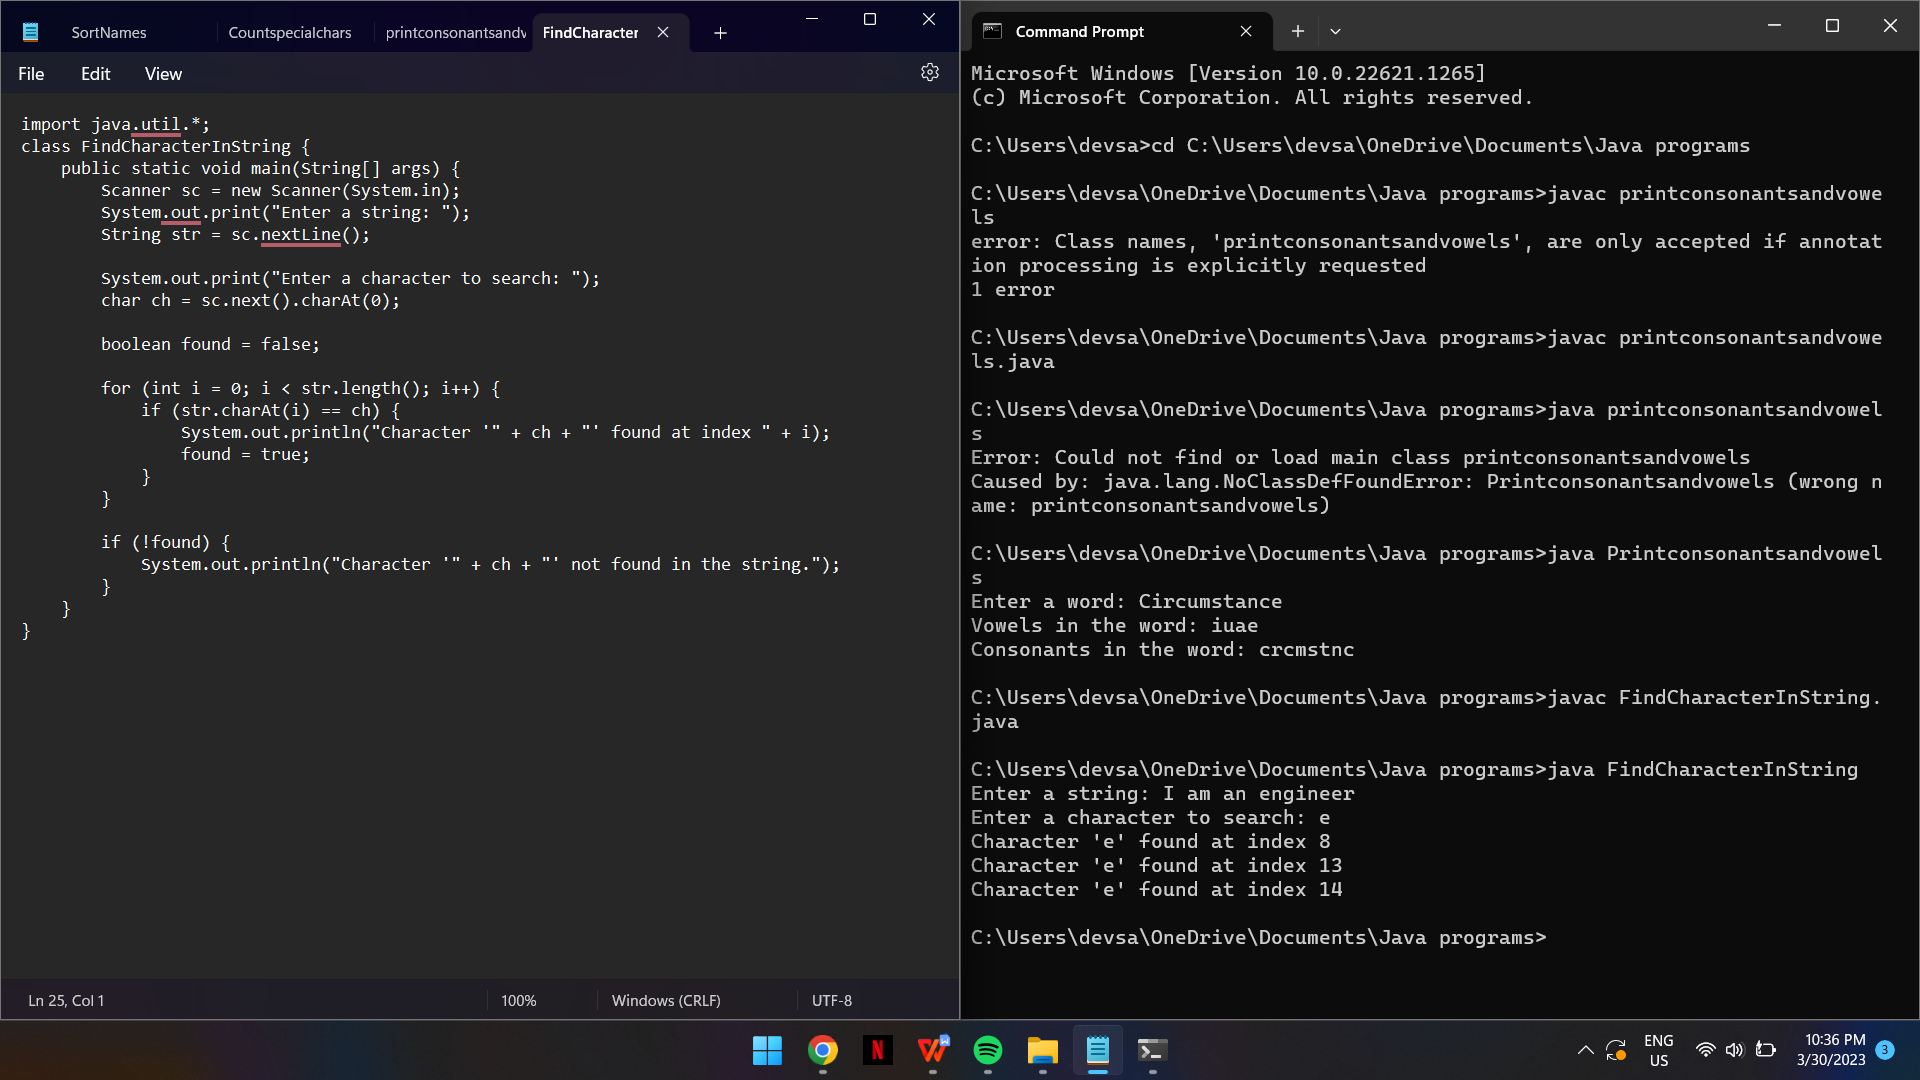 SortNames
Countspecialchars
printconsonantsandv
FindCharacter
File
Edit
View
import java.util.*;
class FindCharacterInString {
public static void main(String[] args) {
Scanner sc = new Scanner(System.in);
System.out.print("Enter a string: ");
String str = sc.nextLine();
System.out.print("Enter a character to search: ");
char ch = sc.next().charAt(0);
boolean found = false;
for (int i = 0; i < str.length(); i++) {
if (str.charAt(i) == ch) {
System.out.println("Character '" + ch + "' found at index " + i);
found = true;
}
}
if (!found) {
System.out.println("Character '" + ch + "' not found in the string.");
}
}
}
Ln 25, Col 1
100%
Windows (CRLF)
UTF-8
Command Prompt
Microsoft Windows [Version 10.0.22621.1265]
(c) Microsoft Corporation. All rights reserved.
C:\Users\devsa>cd C:\Users\devsa\OneDrive\Documents\Java programs
C:\Users\devsa\OneDrive\Documents\Java programs>javac printconsonantsandvowe
ls
error: Class names, 'printconsonantsandvowels', are only accepted if annotat
ion processing is explicitly requested
1 error
C:\Users\devsa\OneDrive\Documents\Java programs>javac printconsonantsandvowe
ls.java
C:\Users\devsa\OneDrive\Documents\Java programs>java printconsonantsandvowel
s
Error: Could not find or load main class printconsonantsandvowels
Caused by: java.lang.NoClassDefFoundError: Printconsonantsandvowels (wrong n
ame: printconsonantsandvowels)
C:\Users\devsa\OneDrive\Documents\Java programs>java Printconsonantsandvowel
s
Enter a word: Circumstance
Vowels in the word: iuae
Consonants in the word: crcmstnc
C:\Users\devsa\OneDrive\Documents\Java programs>javac FindCharacterInString.
java
C:\Users\devsa\OneDrive\Documents\Java programs>java FindCharacterInString
Enter a string: I am an engineer
Enter a character to search: e
Character 'e' found at index 8
Character 'e' found at index 13
Character 'e' found at index 14
C:\Users\devsa\OneDrive\Documents\Java programs>
N
W
ENG
US
10:36 PM
3/30/2023
3